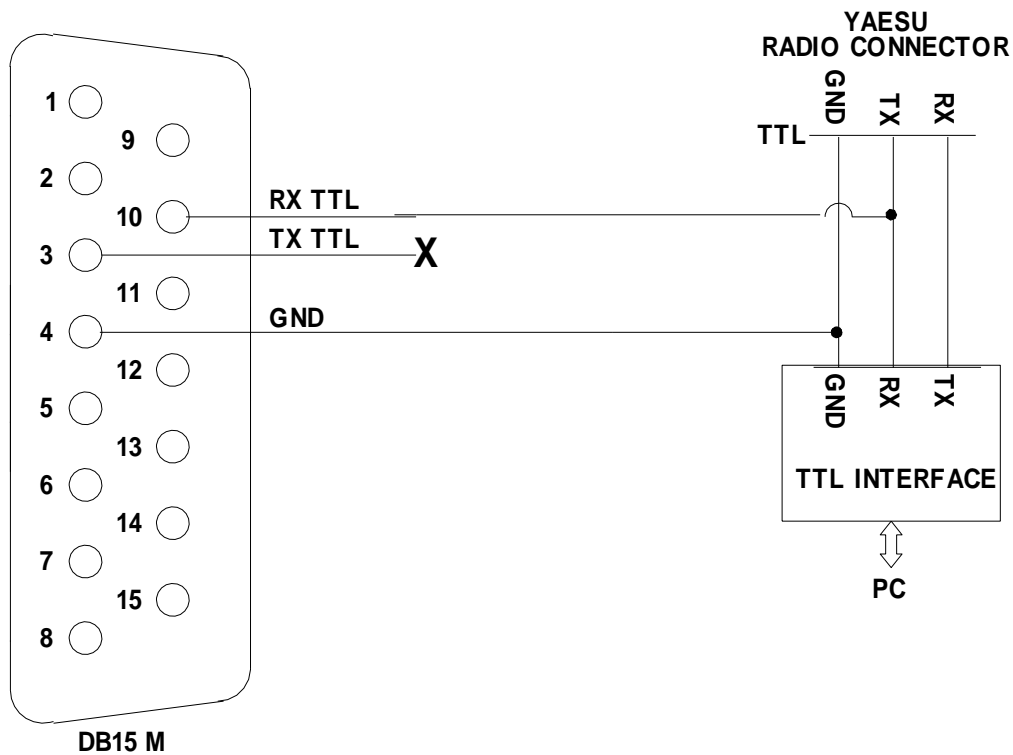 YAESU
RADIO CONNECTOR
GND TX RX
TTL
1
9
2
10 RX TTL
3 TX TTL X
11
4 GND
12
GND RX TX
5
13
TTL INTERFACE
6
14
7
PC
15
8
DB15 M